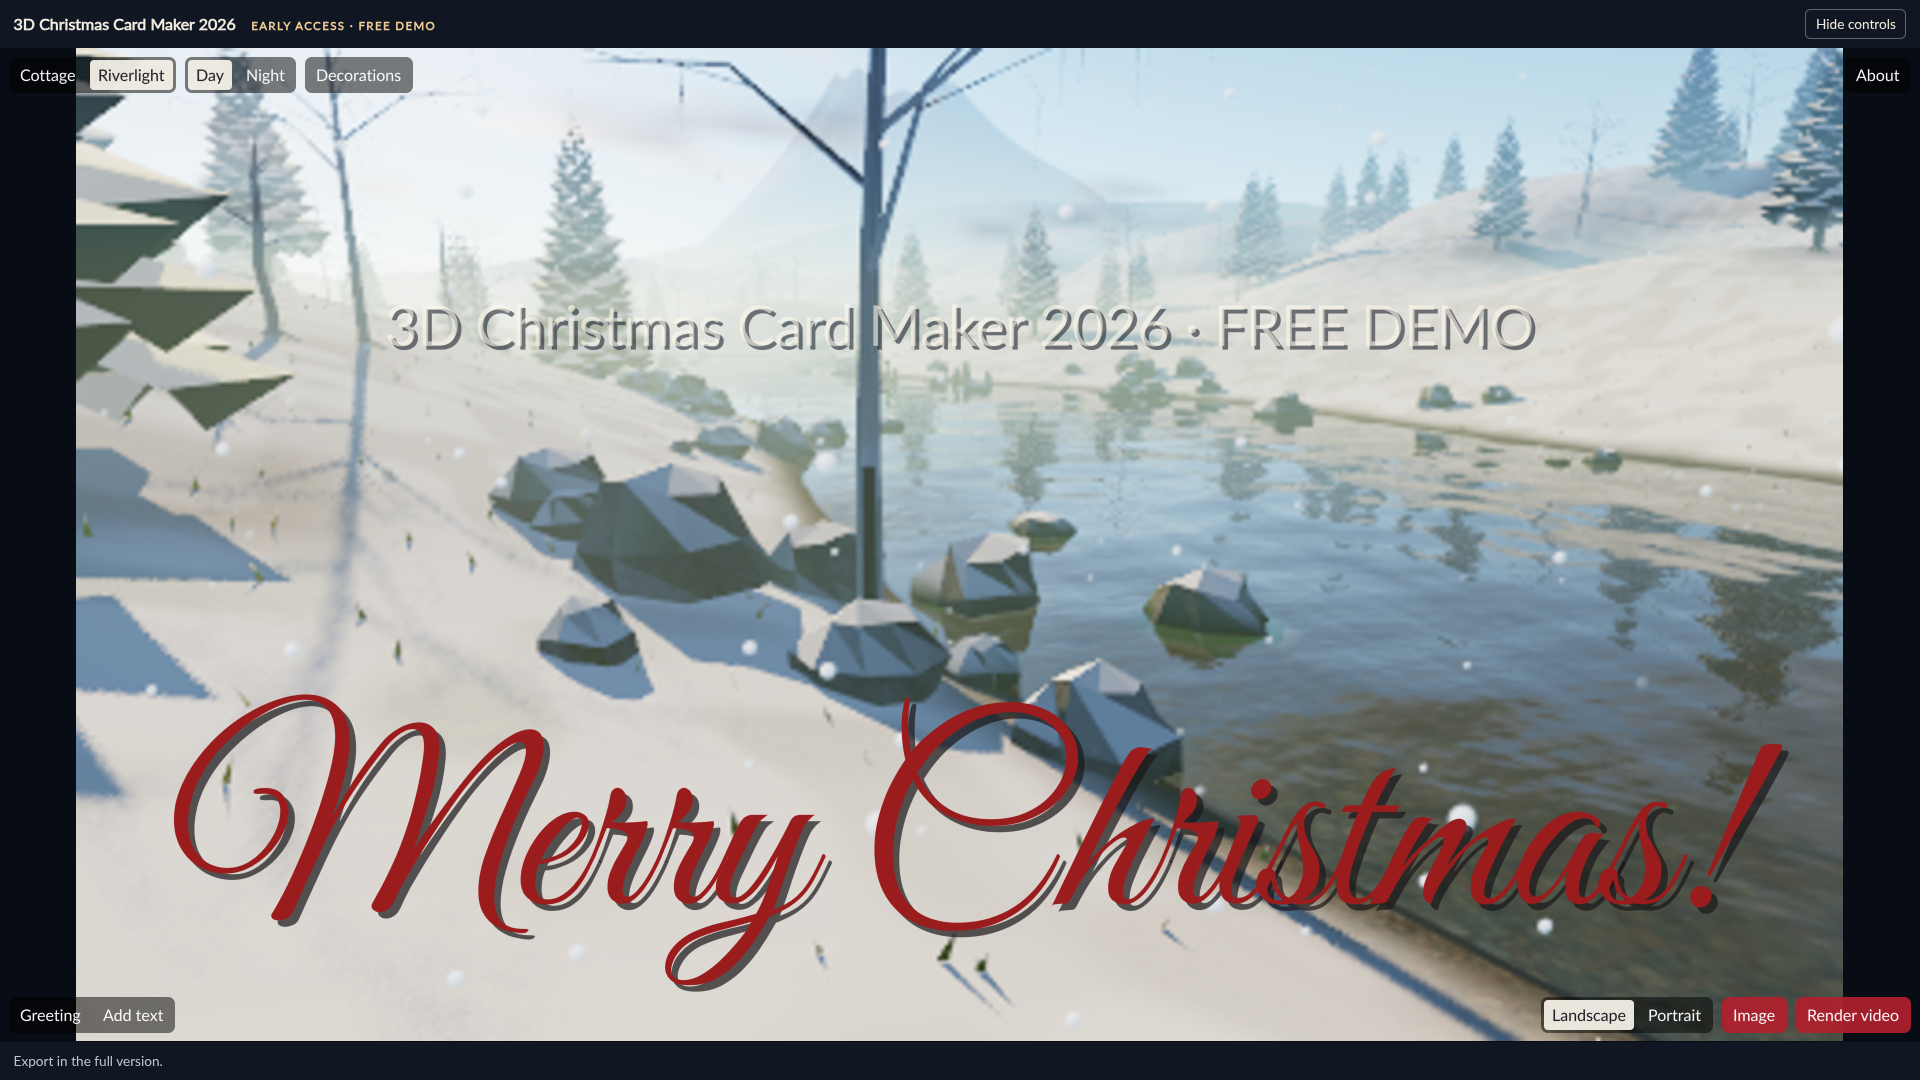 3D Christmas Card Maker 2026 EARLY ACCESS · FREE DEMO Hide controls
Cottage Riverlight Day Night Decorations About
3D Christmas Card Maker 2026 · FREE DEMO
Merry Christmas!
Greeting Add text Landscape Portrait Image Render video
Export in the full version.